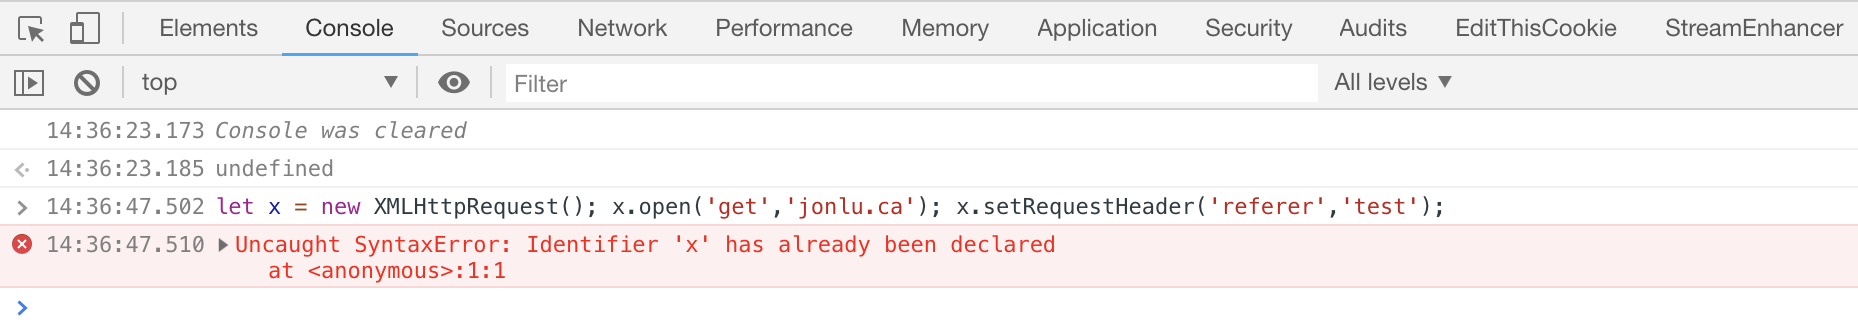 Elements Console Sources Network Performance Memory Application Security Audits EditThisCookie StreamEnhancer
top Filter All levels
14:36:23.173 Console was cleared
14:36:23.185 undefined
14:36:47.502 let x = new XMLHttpRequest(); x.open('get','jonlu.ca'); x.setRequestHeader('referer','test');
14:36:47.510 Uncaught SyntaxError: Identifier 'x' has already been declared
at <anonymous>:1:1